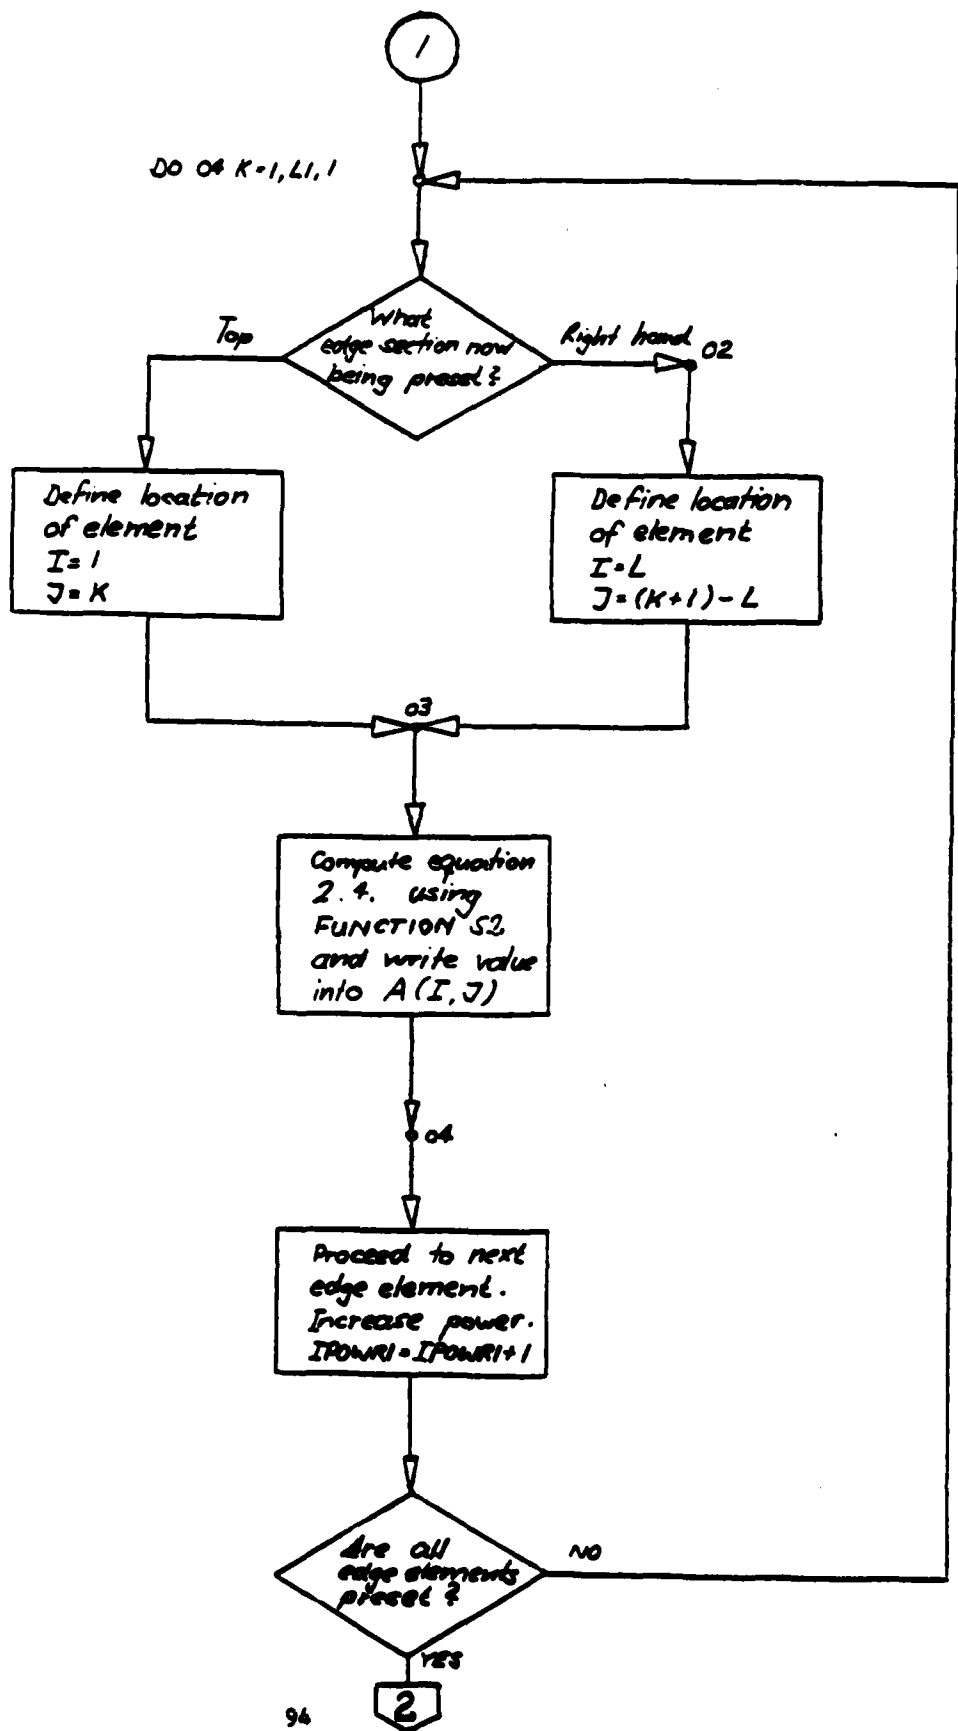 1
DO 04 K=1, L1, 1
What
edge section now
being preset?
Top
Right hand
02
Define location
of element
I=1
J=K
Define location
of element
I=L
J=(K+1)-L
03
Compute equation
2.4. using
FUNCTION S2
and write value
into A(I,J)
04
Proceed to next
edge element.
Increase power.
IPOWR1=IPOWR1+1
Are all
edge elements
preset?
NO
YES
2
94